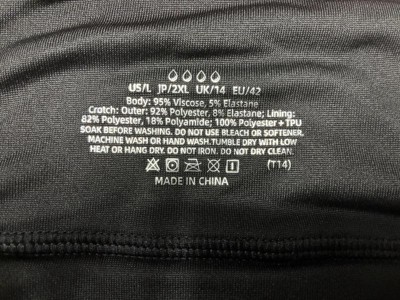 US/L JP/2XL UK/14 EU/42
Body: 95% Viscose, 5% Elastane
Crotch: Outer: 92% Polyester, 8% Elastane; Lining:
82% Polyester, 18% Polyamide; 100% Polyester+TPU
SOAK BEFORE WASHING. DO NOT USE BLEACH OR SOFTENER.
MACHINE WASH OR HAND WASH.TUMBLE DRY WITH LOW
HEAT OR HANG DRY. DO NOT IRON. DO NOT DRY CLEAN.
(T14)
MADE IN CHINA